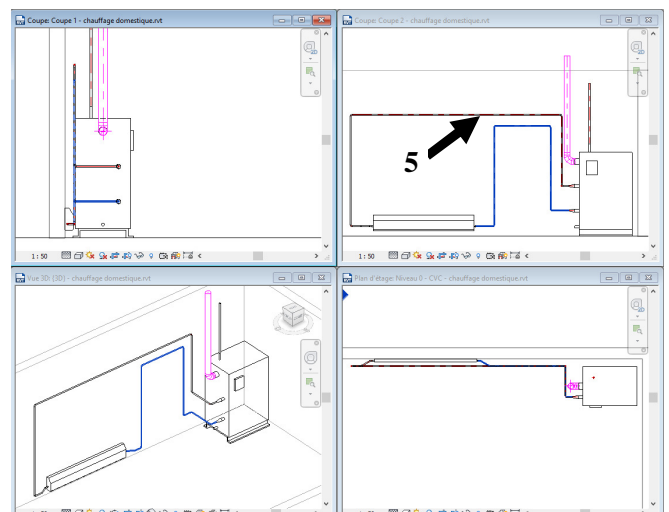 Coupe: Coupe 1 - chauffage domestique.rvt
Coupe: Coupe 2 - chauffage domestique.rvt
5
1 : 50
1 : 50
Vue 3D: {3D} - chauffage domestique.rvt
Plan d'étage: Niveau 0 - CVC - chauffage domestique.rvt